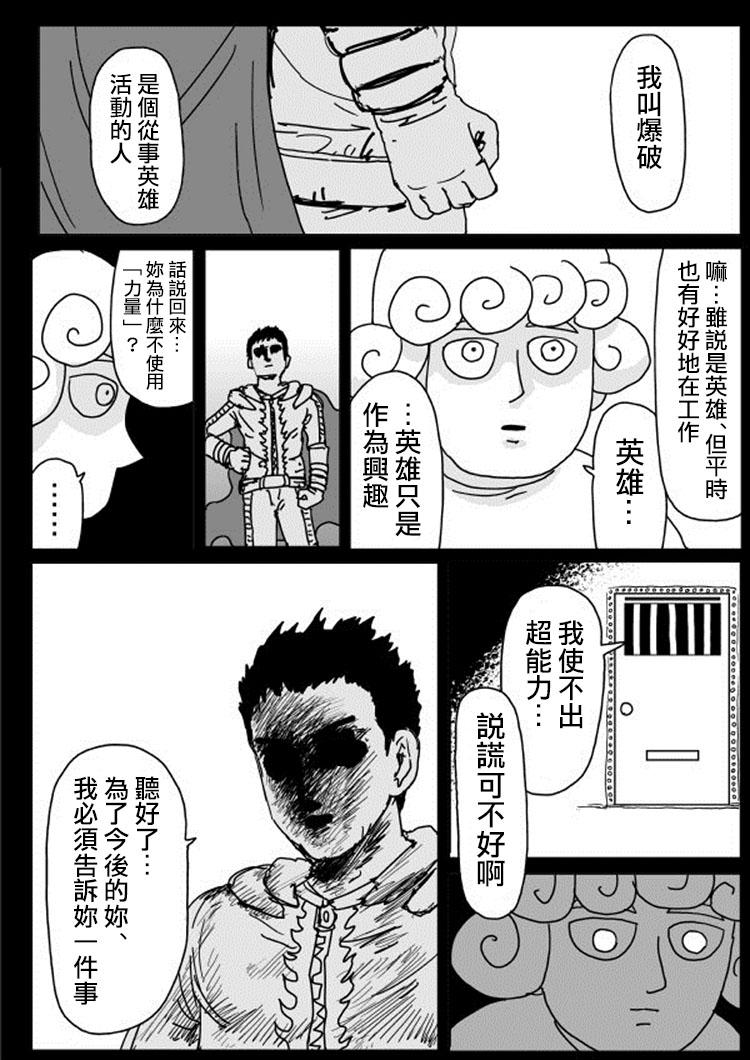 我叫爆破
是個從事英雄
活動的人
嘛…雖說是英雄、但平時
也有好好地在工作
英雄…
…英雄只是
作為興趣
話說回來…
妳為什麼不使用
「力量」？
……
我使不出
超能力…
說謊可不好啊
聽好了…
為了今後的妳、
我必須告訴妳一件事